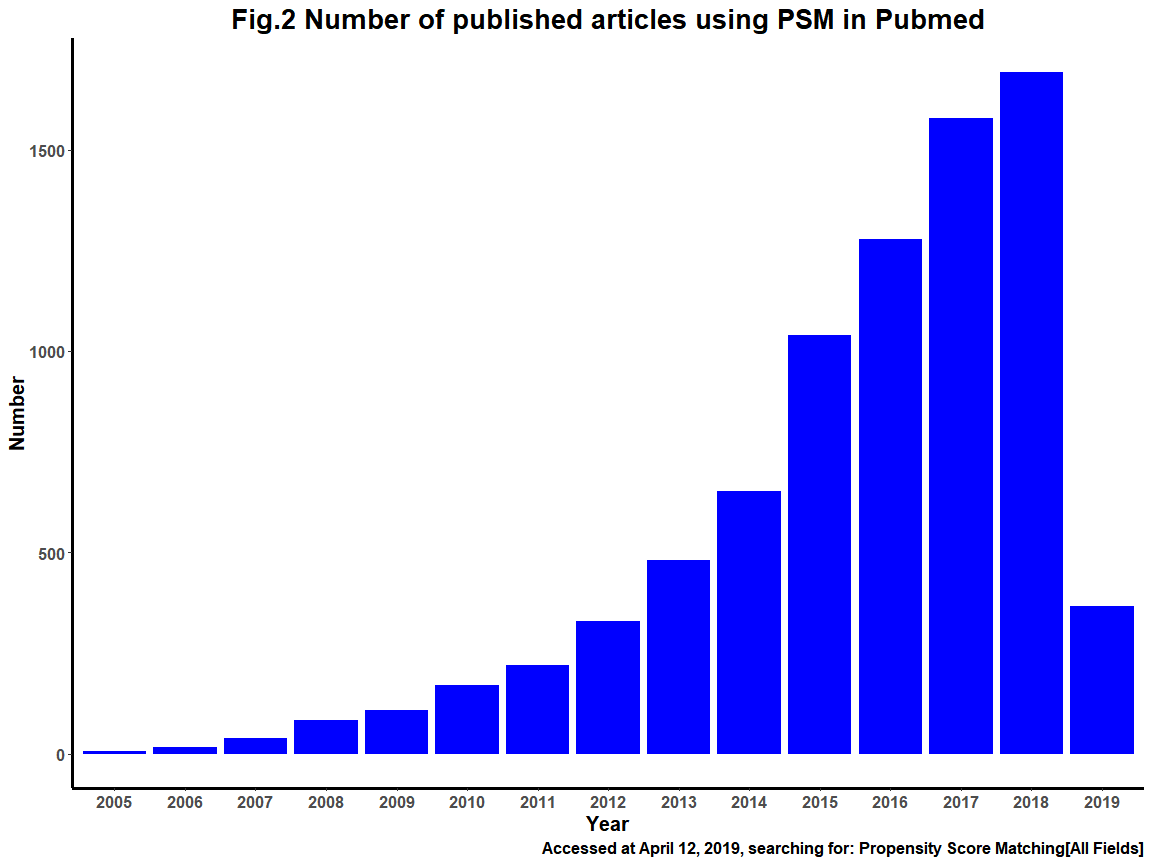 Fig.2 Number of published articles using PSM in Pubmed
Number
1500
1000
500
0
2005 2006 2007 2008 2009 2010 2011 2012 2013 2014 2015 2016 2017 2018 2019
Year
Accessed at April 12, 2019, searching for: Propensity Score Matching[All Fields]